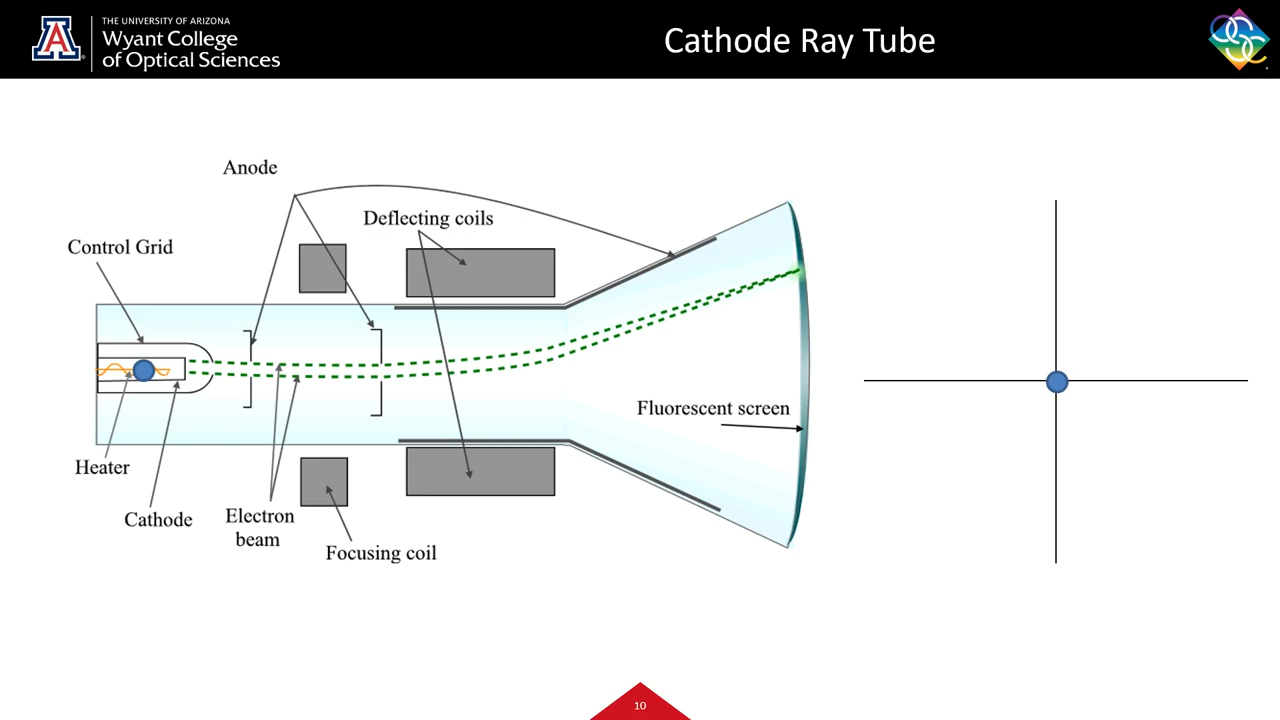 THE UNIVERSITY OF ARIZONA
Wyant College
of Optical Sciences
Cathode Ray Tube
Anode
Deflecting coils
Control Grid
Fluorescent screen
Heater
Cathode
Electron
beam
Focusing coil
10